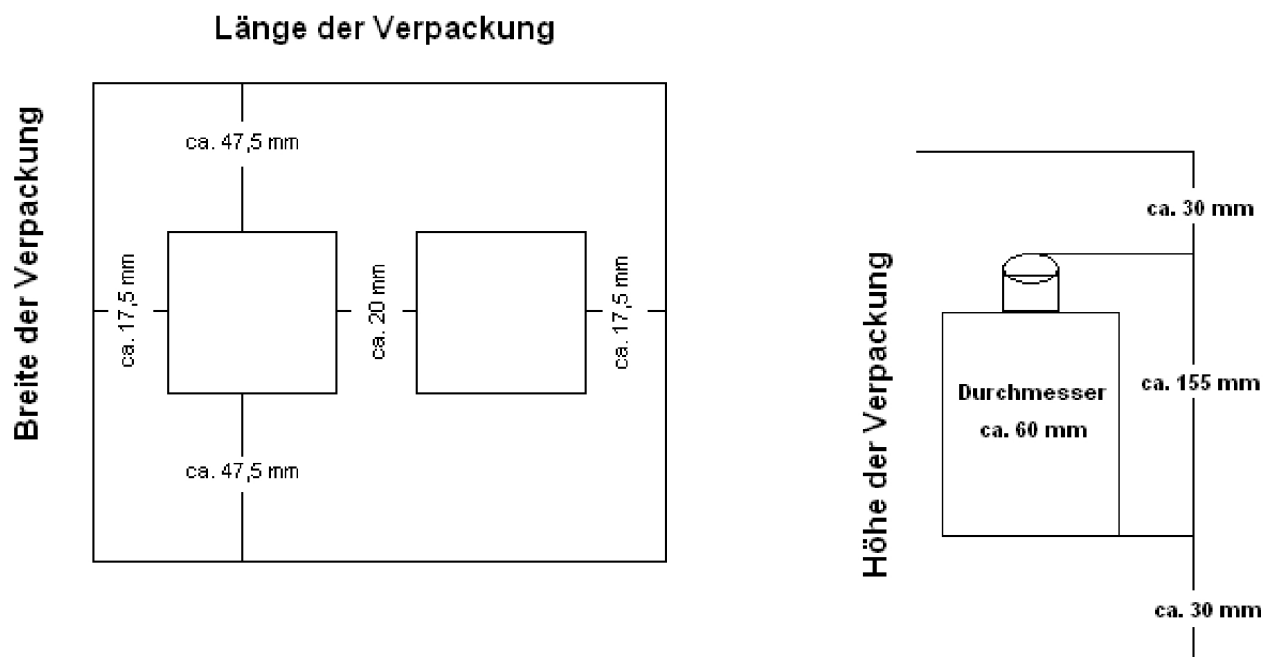 Länge der Verpackung
Breite der Verpackung
ca. 47,5 mm
ca. 17,5 mm
ca. 20 mm
ca. 17,5 mm
ca. 47,5 mm
Höhe der Verpackung
ca. 30 mm
Durchmesser
ca. 60 mm
ca. 155 mm
ca. 30 mm